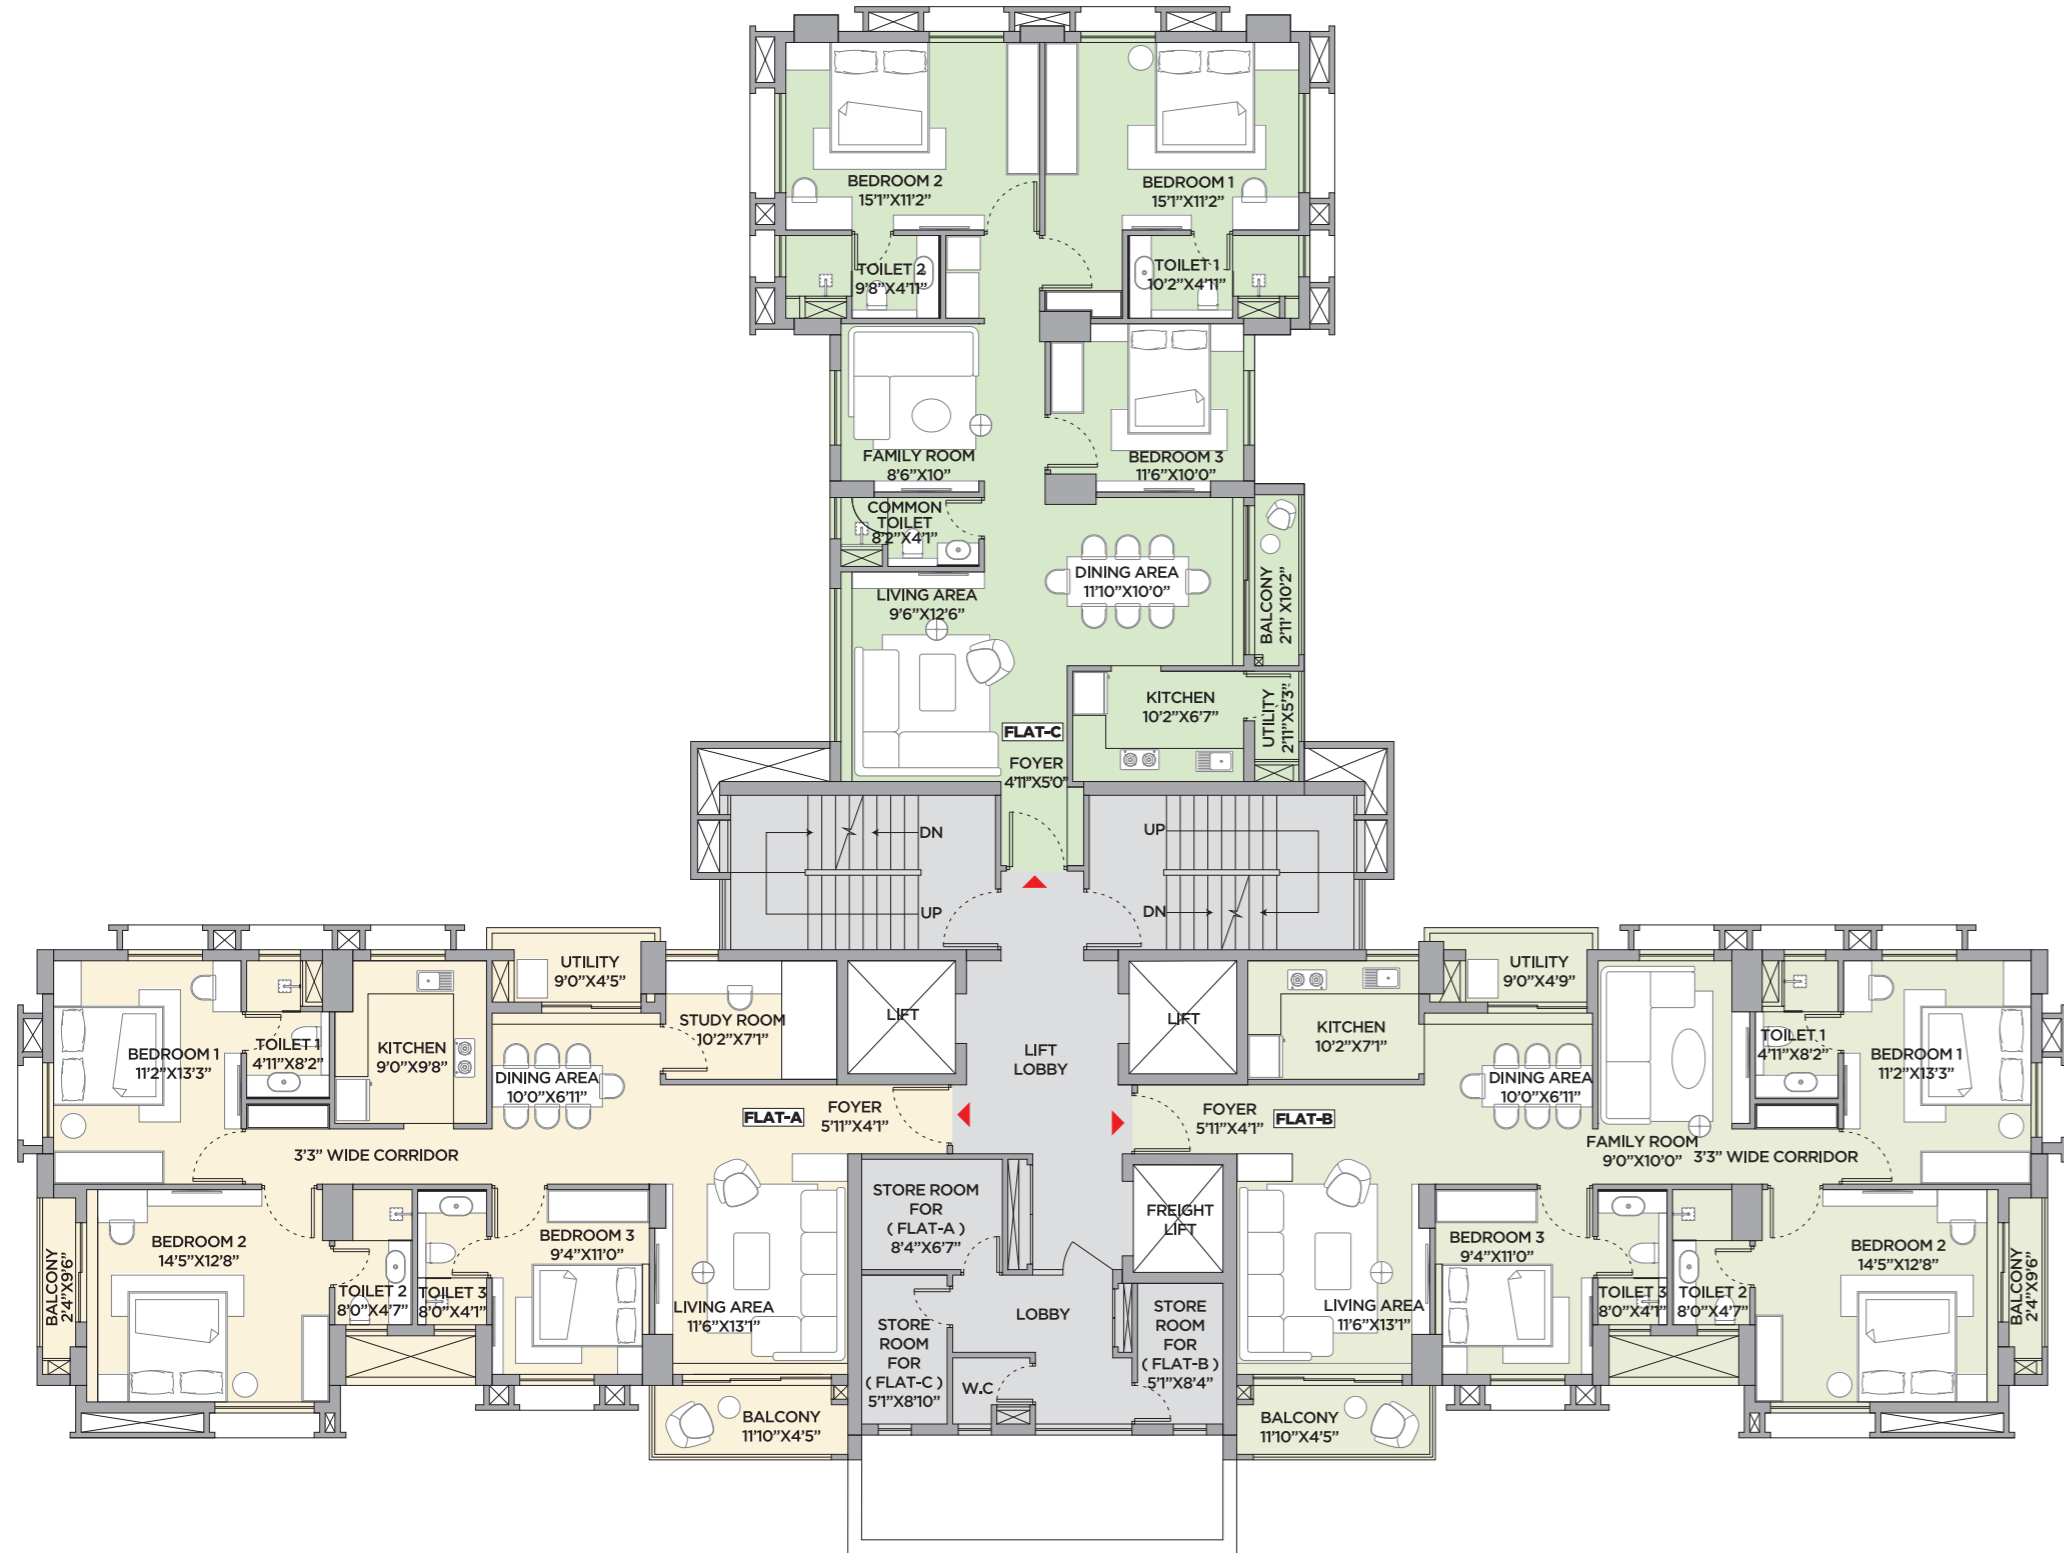 BEDROOM 2
15'1"X11'2"
BEDROOM 1
15'1"X11'2"
TOILET 2
9'8"X4'11"
TOILET 1
10'2"X4'11"
FAMILY ROOM
8'6"X10"
BEDROOM 3
11'6"X10'0"
COMMON
TOILET
8'2"X4'1"
DINING AREA
11'10"X10'0"
BALCONY
2'11' X10'2"
LIVING AREA
9'6"X12'6"
KITCHEN
10'2"X6'7"
UTILITY
2'11"X5'3"
FLAT-C
FOYER
4'11"X5'0"
DN
UP
UP
DN
UTILITY
9'0"X4'5"
STUDY ROOM
10'2"X7'1"
LIFT
LIFT
LIFT
LOBBY
BEDROOM 1
11'2"X13'3"
TOILET 1
4'11"X8'2"
KITCHEN
9'0"X9'8"
DINING AREA
10'0"X6'11"
FLAT-A
FOYER
5'11"X4'1"
3'3" WIDE CORRIDOR
BEDROOM 2
14'5"X12'8"
BALCONY
2'4"X9'6"
TOILET 2
8'0"X4'7"
TOILET 3
8'0"X4'1"
BEDROOM 3
9'4"X11'0"
LIVING AREA
11'6"X13'1"
BALCONY
11'10"X4'5"
STORE ROOM
FOR
( FLAT-A )
8'4"X6'7"
STORE
ROOM
FOR
( FLAT-C )
5'1"X8'10"
W.C
LOBBY
FREIGHT
LIFT
STORE
ROOM
FOR
( FLAT-B )
5'1"X8'4"
KITCHEN
10'2"X7'1"
UTILITY
9'0"X4'9"
FOYER
5'11"X4'1"
FLAT-B
DINING AREA
10'0"X6'11"
FAMILY ROOM
9'0"X10'0"
TOILET 1
4'11"X8'2"
BEDROOM 1
11'2"X13'3"
3'3" WIDE CORRIDOR
LIVING AREA
11'6"X13'1"
BEDROOM 3
9'4"X11'0"
TOILET 3
8'0"X4'1"
TOILET 2
8'0"X4'7"
BEDROOM 2
14'5"X12'8"
BALCONY
2'4"X9'6"
BALCONY
11'10"X4'5"